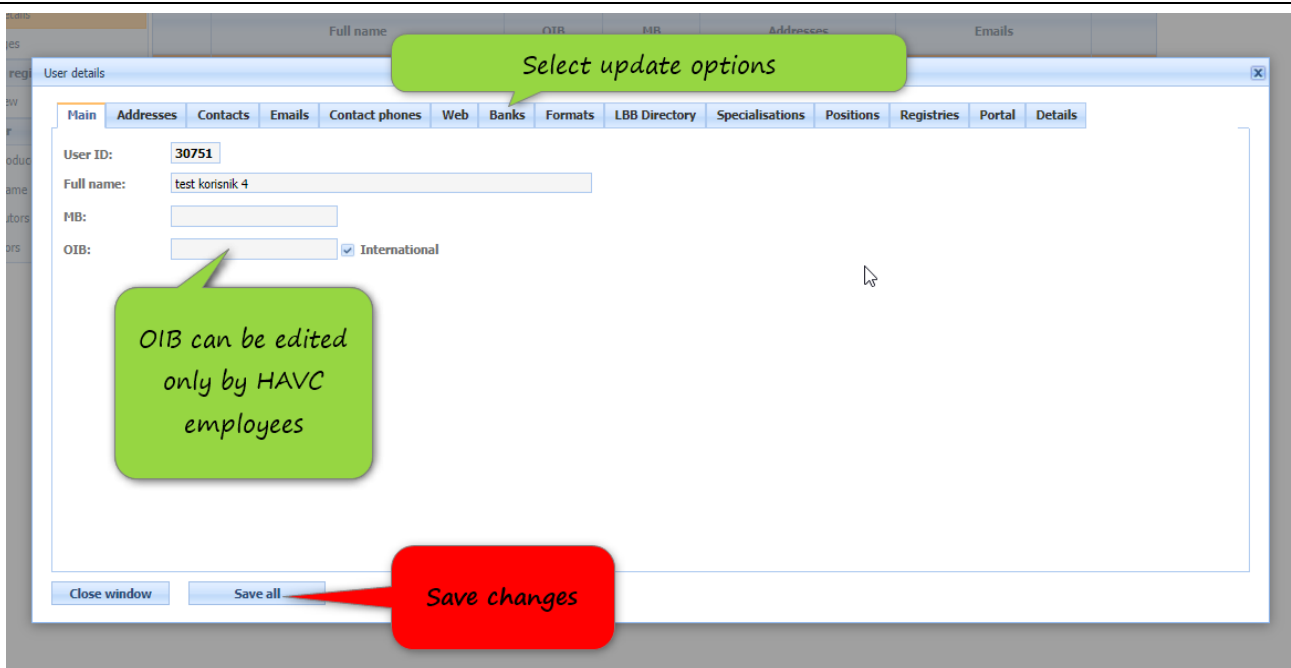 Full name OIB MB Addresses Emails
Select update options
User details
Main Addresses Contacts Emails Contact phones Web Banks Formats LBB Directory Specialisations Positions Registries Portal Details
User ID: 30751
Full name: test korisnik 4
MB:
OIB: International
OIB can be edited
only by HAVC
employees
Close window Save all
Save changes